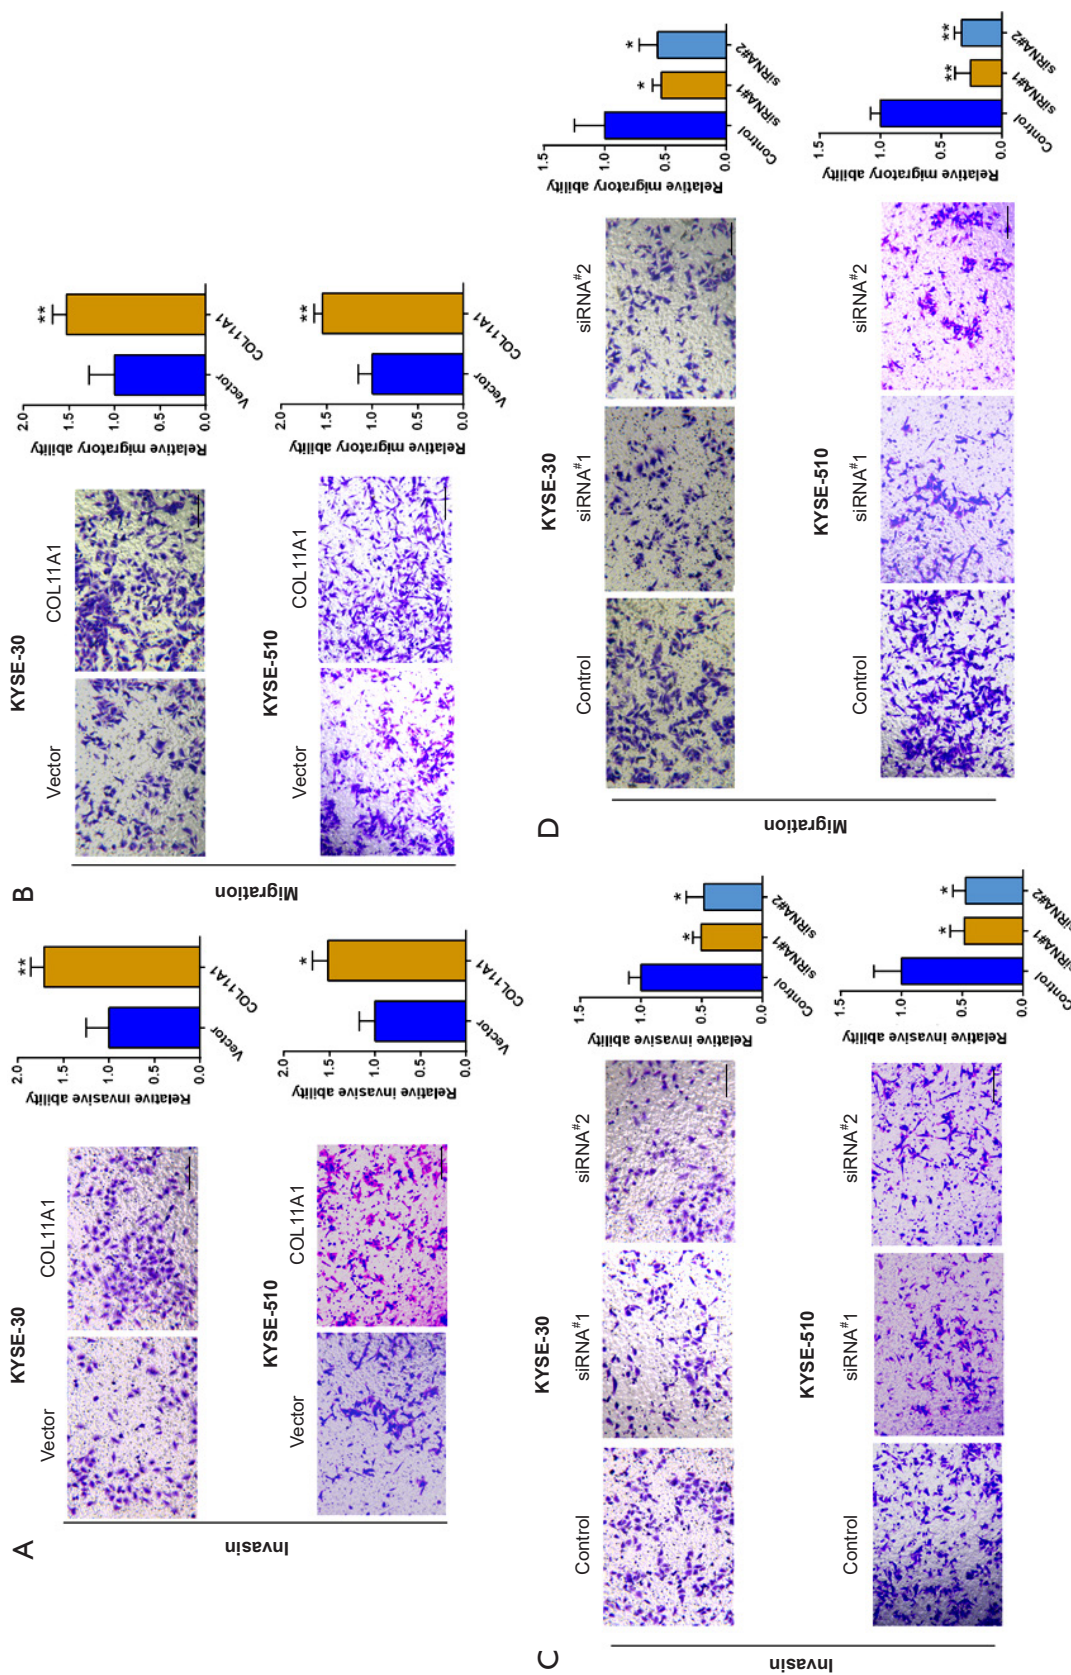 A
Invasin
KYSE-30
Vector
COL11A1
Relative invasive ability
2.0
1.5
1.0
0.5
0.0
**
Vector
COL11A1
KYSE-510
Vector
COL11A1
Relative invasive ability
2.0
1.5
1.0
0.5
0.0
*
Vector
COL11A1
B
Migration
KYSE-30
Vector
COL11A1
Relative migratory ability
2.0
1.5
1.0
0.5
0.0
**
Vector
COL11A1
KYSE-510
Vector
COL11A1
Relative migratory ability
2.0
1.5
1.0
0.5
0.0
**
Vector
COL11A1
C
Invasin
KYSE-30
Control
siRNA#1
siRNA#2
Relative invasive ability
1.5
1.0
0.5
0.0
*
*
Control
siRNA#1
siRNA#2
KYSE-510
Control
siRNA#1
siRNA#2
Relative invasive ability
1.5
1.0
0.5
0.0
*
*
Control
siRNA#1
siRNA#2
D
Migration
KYSE-30
Control
siRNA#1
siRNA#2
Relative migratory ability
1.5
1.0
0.5
0.0
*
*
Control
siRNA#1
siRNA#2
KYSE-510
Control
siRNA#1
siRNA#2
Relative migratory ability
1.5
1.0
0.5
0.0
**
**
Control
siRNA#1
siRNA#2